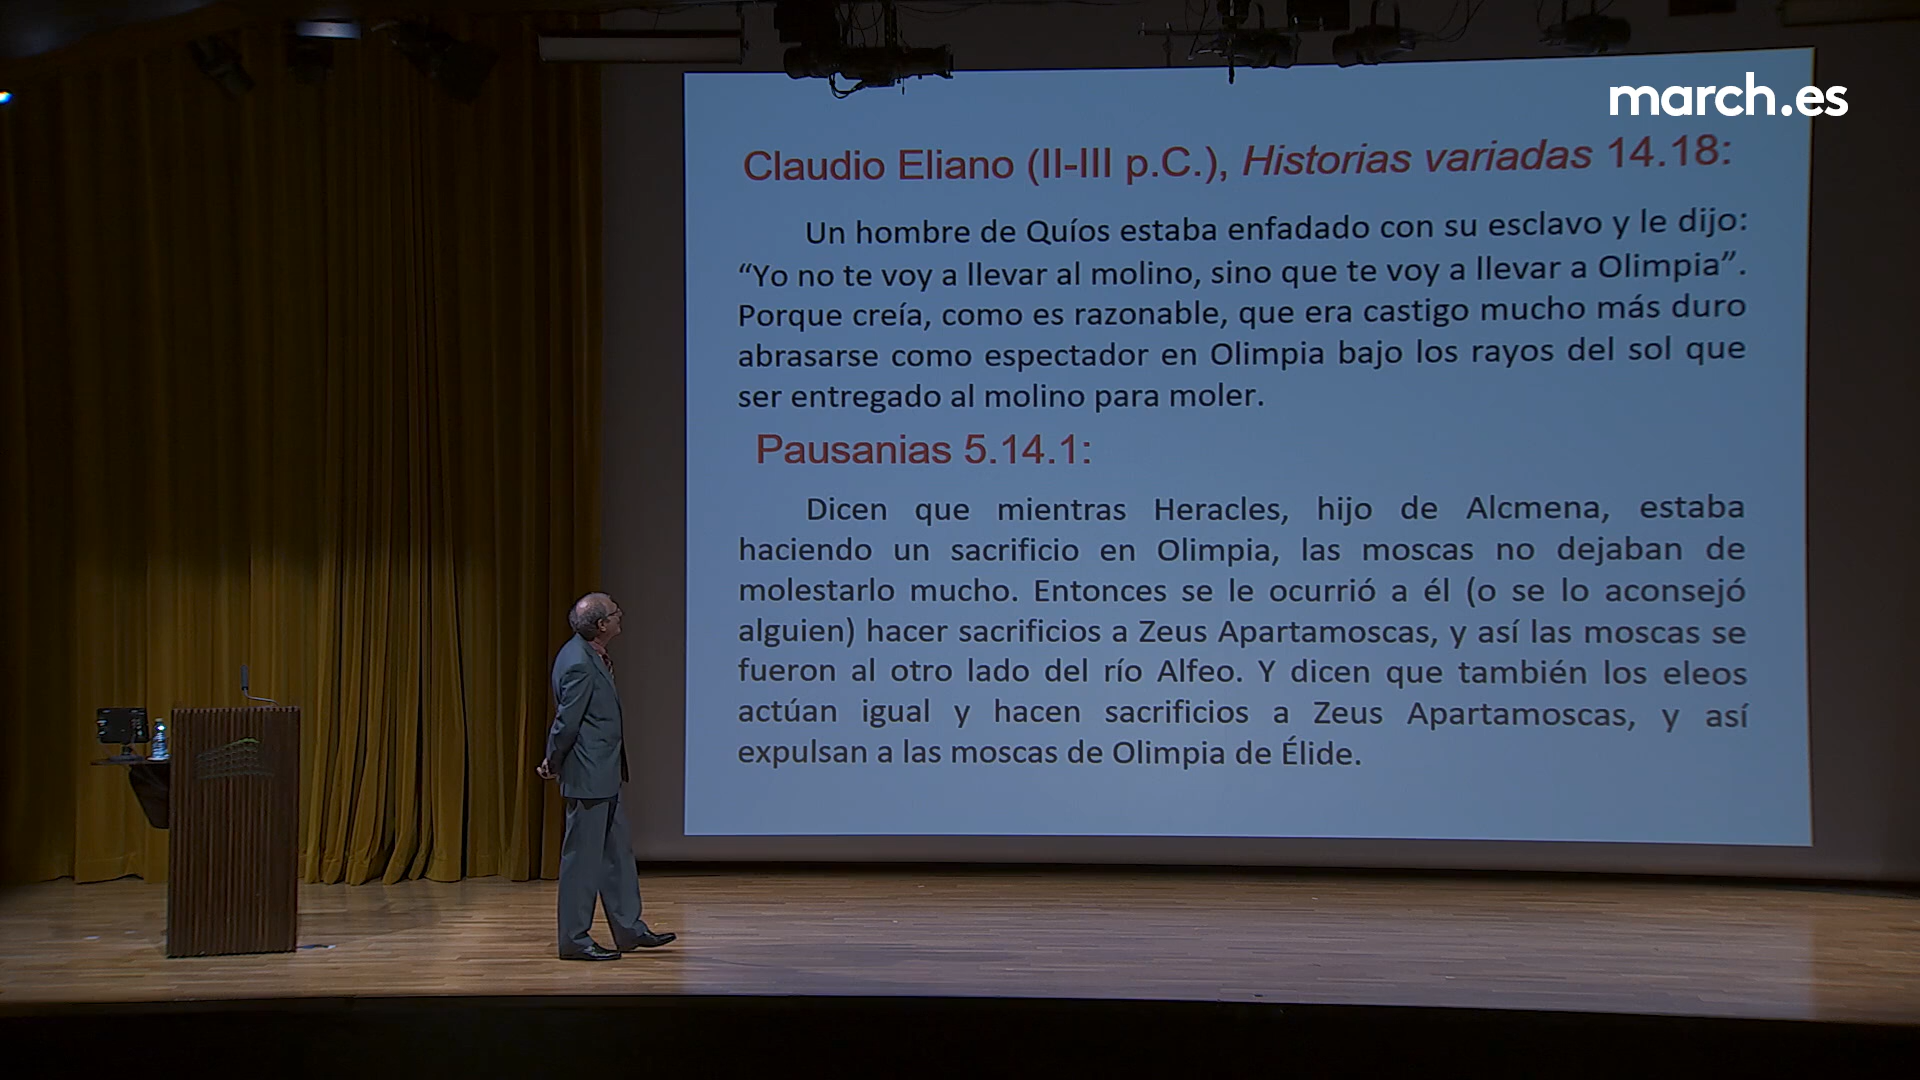 march.es
Claudio Eliano (II-III p.C.), Historias variadas 14.18:
Un hombre de Quíos estaba enfadado con su esclavo y le dijo:
“Yo no te voy a llevar al molino, sino que te voy a llevar a Olimpia”.
Porque creía, como es razonable, que era castigo mucho más duro
abrasarse como espectador en Olimpia bajo los rayos del sol que
ser entregado al molino para moler.
Pausanias 5.14.1:
Dicen que mientras Heracles, hijo de Alcmena, estaba
haciendo un sacrificio en Olimpia, las moscas no dejaban de
molestarlo mucho. Entonces se le ocurrió a él (o se lo aconsejó
alguien) hacer sacrificios a Zeus Apartamoscas, y así las moscas se
fueron al otro lado del río Alfeo. Y dicen que también los eleos
actúan igual y hacen sacrificios a Zeus Apartamoscas, y así
expulsan a las moscas de Olimpia de Élide.